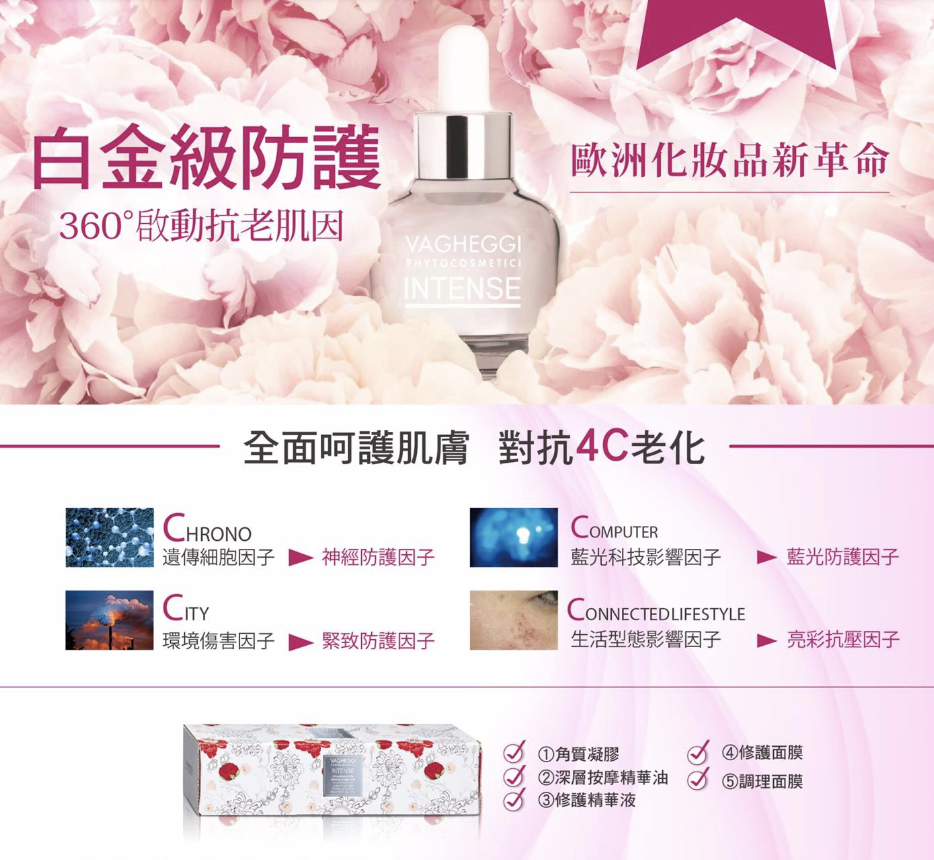 白金級防護
360°啟動抗老肌因
歐洲化妝品新革命
VAGHEGGI
PHYTOCOSMETICI
INTENSE
全面呵護肌膚 對抗4C老化
CHRONO
遺傳細胞因子 ▶ 神經防護因子
COMPUTER
藍光科技影響因子 ▶ 藍光防護因子
CITY
環境傷害因子 ▶ 緊致防護因子
CONNECTEDLIFESTYLE
生活型態影響因子 ▶ 亮彩抗壓因子
VAGHEGGI
INTENSE
①角質凝膠
②深層按摩精華油
③修護精華液
④修護面膜
⑤調理面膜